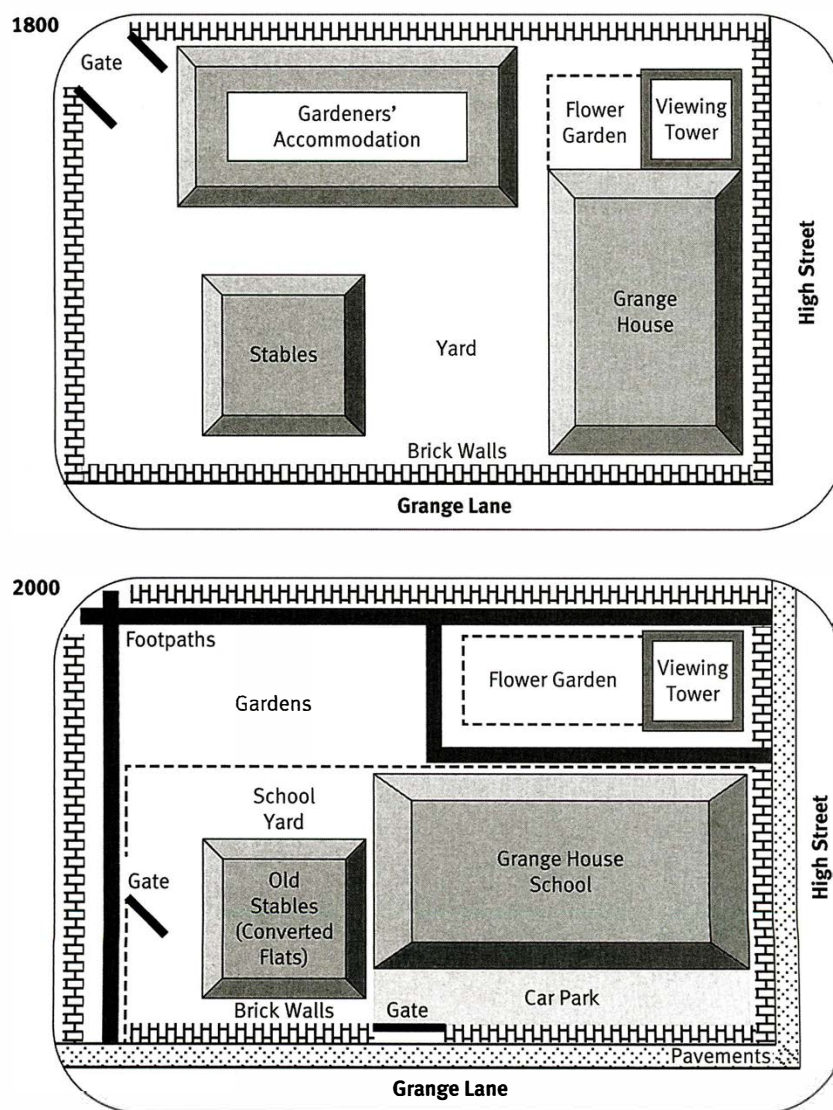 1800
Gate
Gardeners'
Accommodation
Flower
Garden
Viewing
Tower
Grange
House
High Street
Stables
Yard
Brick Walls
Grange Lane
2000
Footpaths
Gardens
Flower Garden
Viewing
Tower
School
Yard
Grange House
School
High Street
Gate
Old
Stables
(Converted
Flats)
Car Park
Brick Walls
Gate
Pavements
Grange Lane